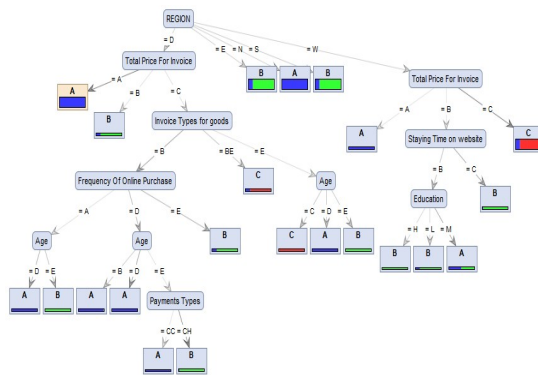 REGION
= D
= E
= N
= S
= W
Total Price For Invoice
B
A
B
Total Price For Invoice
= A
= B
= C
= A
= B
= C
A
B
Invoice Types for goods
A
Staying Time on website
C
= B
= BE
= E
= B
= C
Frequency Of Online Purchase
C
Age
Education
B
= A
= D
= E
= C
= D
= E
= H
= L
= M
Age
Age
B
C
A
B
B
B
A
= D
= E
= B
= D
= E
A
B
A
A
Payments Types
= CC
= CH
A
B